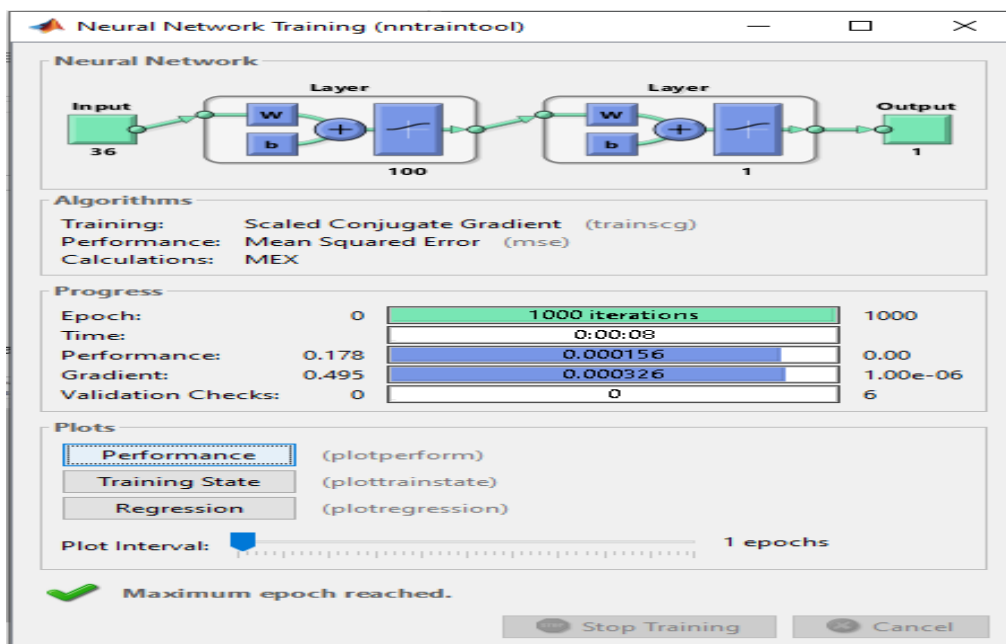 Neural Network Training (nntraintool)
Neural Network
Layer Layer
Input Output
w w
b b
36 1
100 1
Algorithms
Training: Scaled Conjugate Gradient (trainscg)
Performance: Mean Squared Error (mse)
Calculations: MEX
Progress
Epoch: 0 1000 iterations 1000
Time: 0:00:08
Performance: 0.178 0.000156 0.00
Gradient: 0.495 0.000326 1.00e-06
Validation Checks: 0 0 6
Plots
Performance (plotperform)
Training State (plottrainstate)
Regression (plotregression)
Plot Interval: 1 epochs
Maximum epoch reached.
Stop Training Cancel